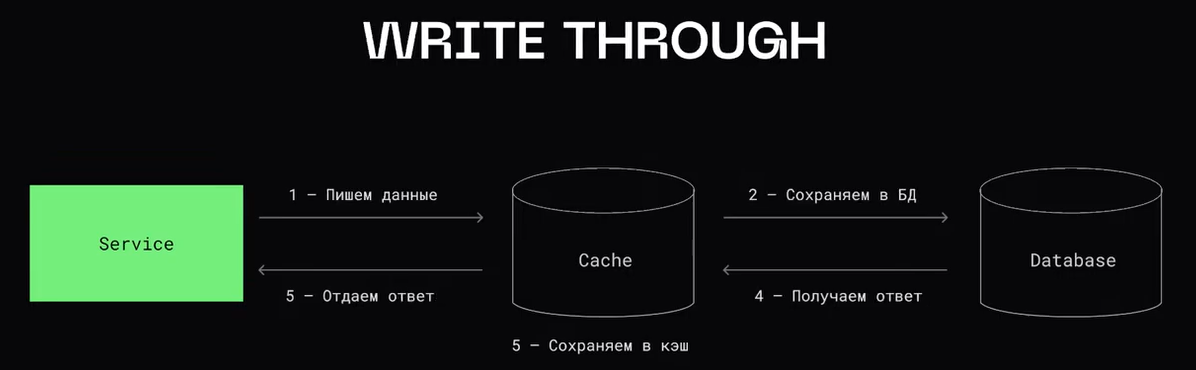 WRITE THROUGH
1 — Пишем данные
2 — Сохраняем в БД
Service
Cache
Database
5 — Отдаем ответ
4 — Получаем ответ
5 — Сохраняем в кэш